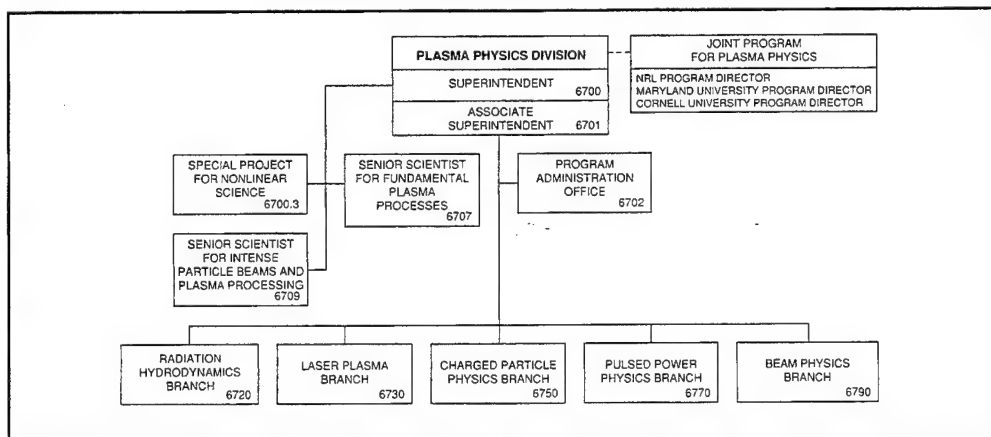 PLASMA PHYSICS DIVISION
SUPERINTENDENT
6700
ASSOCIATE
SUPERINTENDENT
6701
JOINT PROGRAM
FOR PLASMA PHYSICS
NRL PROGRAM DIRECTOR
MARYLAND UNIVERSITY PROGRAM DIRECTOR
CORNELL UNIVERSITY PROGRAM DIRECTOR
SPECIAL PROJECT
FOR NONLINEAR
SCIENCE
6700.3
SENIOR SCIENTIST
FOR FUNDAMENTAL
PLASMA
PROCESSES
6707
PROGRAM
ADMINISTRATION
OFFICE
6702
SENIOR SCIENTIST
FOR INTENSE
PARTICLE BEAMS AND
PLASMA PROCESSING
6709
RADIATION
HYDRODYNAMICS
BRANCH
6720
LASER PLASMA
BRANCH
6730
CHARGED PARTICLE
PHYSICS BRANCH
6750
PULSED POWER
PHYSICS BRANCH
6770
BEAM PHYSICS
BRANCH
6790